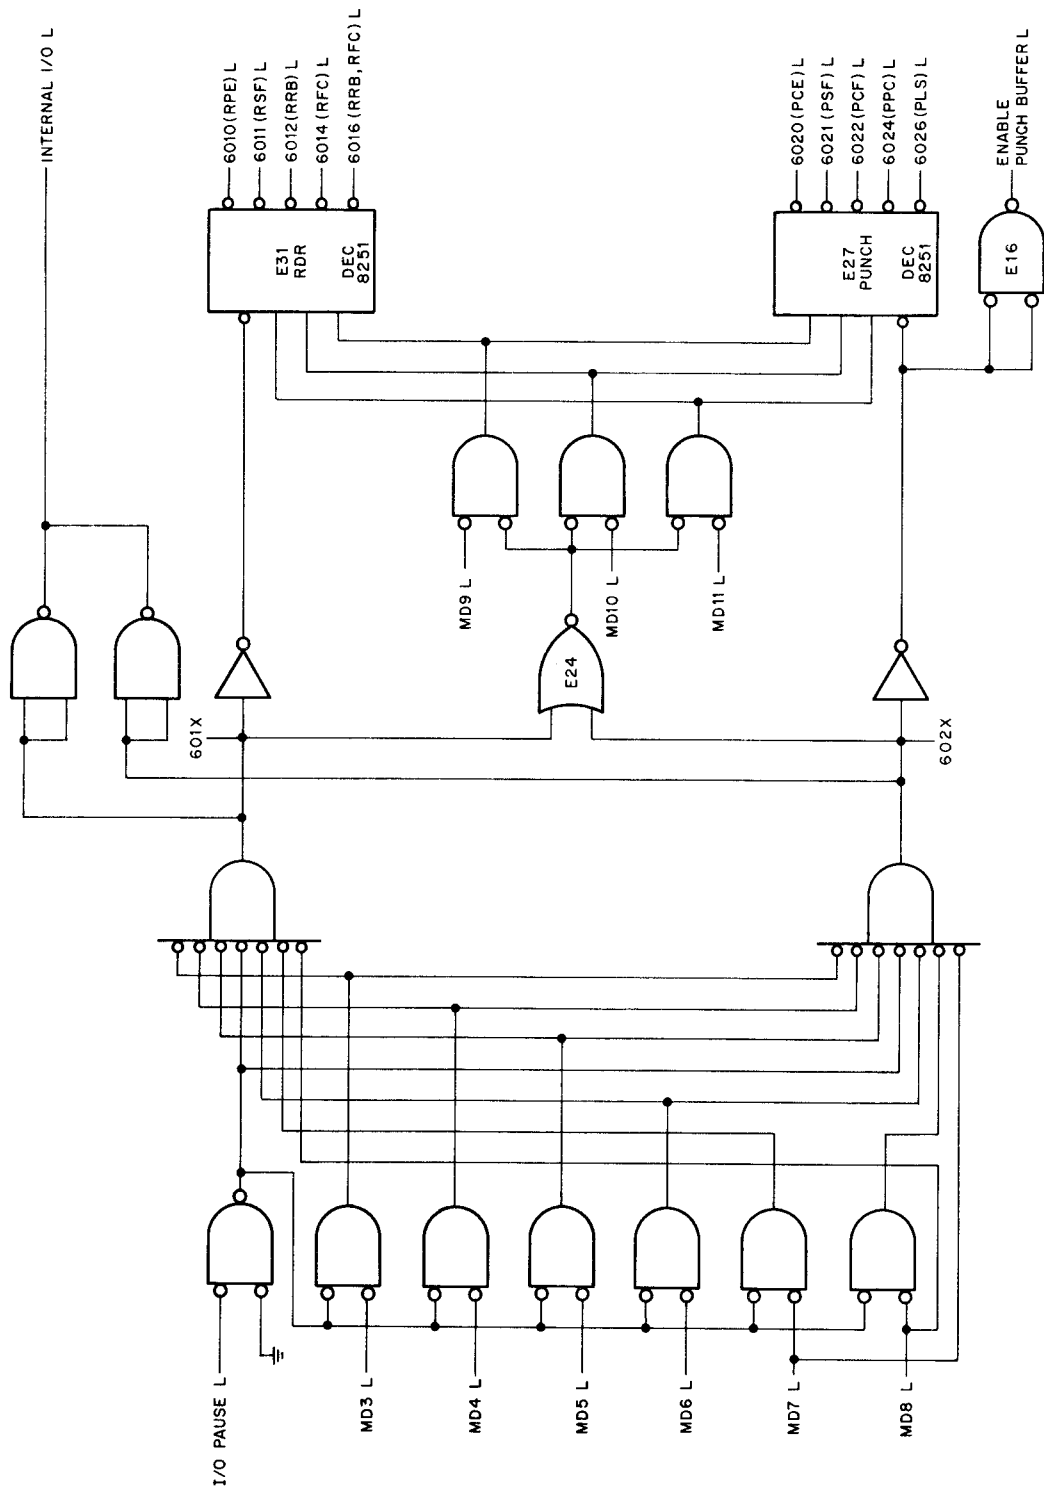 INTERNAL I/O L
6010(RPE) L
6011(RSF) L
6012(RRB) L
6014(RFC) L
6016(RRB,RFC) L
E31
RDR
DEC
8251
6020(PCE) L
6021(PSF) L
6022(PCF) L
6024(PPC) L
6026(PLS) L
E27
PUNCH
DEC
8251
ENABLE
PUNCH BUFFER L
E16
MD9 L
MD10 L
MD11 L
E24
601X
602X
I/O PAUSE L
MD3 L
MD4 L
MD5 L
MD6 L
MD7 L
MD8 L